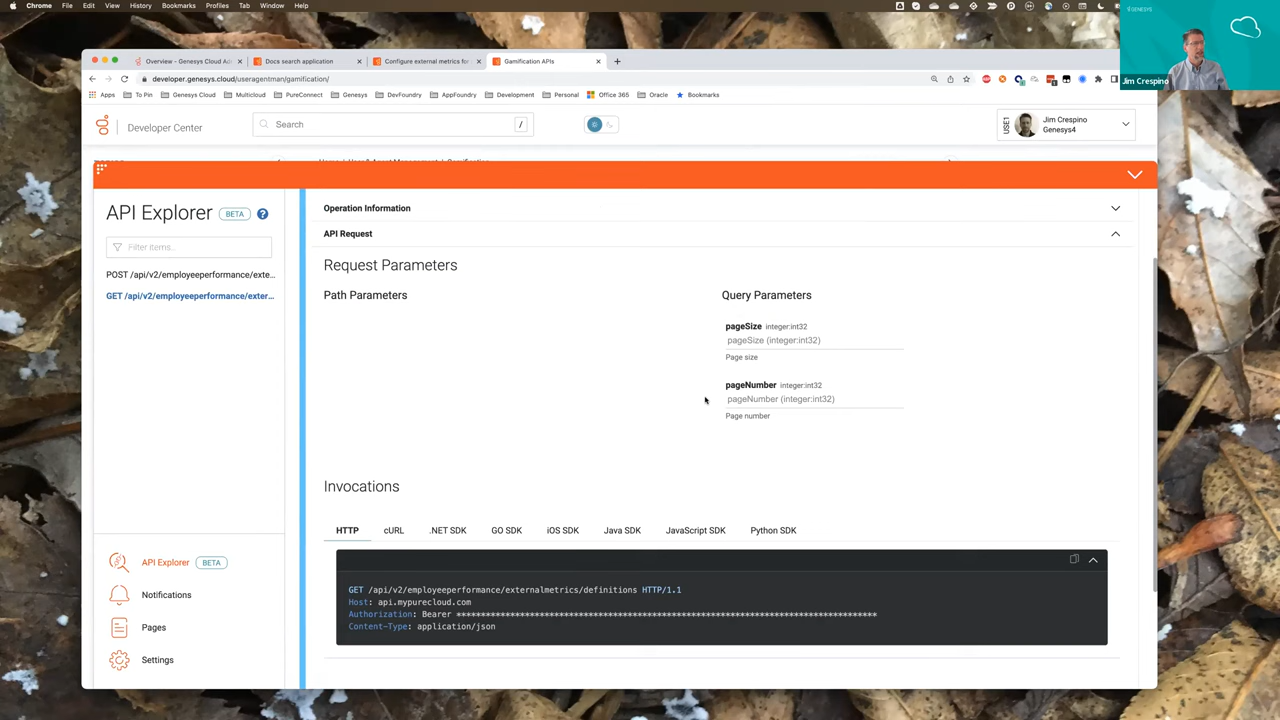 Chrome File Edit View History Bookmarks Profiles Tab Window Help
GENESYS
Jim Crespino
Overview – Genesys Cloud Ad
Docs search application
Configure external metrics for
Gamification APIs
developer.genesys.cloud/useragentman/gamification/
Apps To Pin Genesys Cloud Multicloud PureConnect Genesys DevFoundry AppFoundry Development Personal Office 365 Oracle Bookmarks
Developer Center
Search
/
USE1
Jim Crespino
Genesys4
API Explorer BETA ?
Filter items...
POST /api/v2/employeeperformance/exte...
GET /api/v2/employeeperformance/exter...
API Explorer BETA
Notifications
Pages
Settings
Operation Information
API Request
Request Parameters
Path Parameters
Query Parameters
pageSize integer:int32
pageSize (integer:int32)
Page size
pageNumber integer:int32
pageNumber (integer:int32)
Page number
Invocations
HTTP cURL .NET SDK GO SDK iOS SDK Java SDK JavaScript SDK Python SDK
GET /api/v2/employeeperformance/externalmetrics/definitions HTTP/1.1
Host: api.mypurecloud.com
Authorization: Bearer **************************************************************************************
Content-Type: application/json